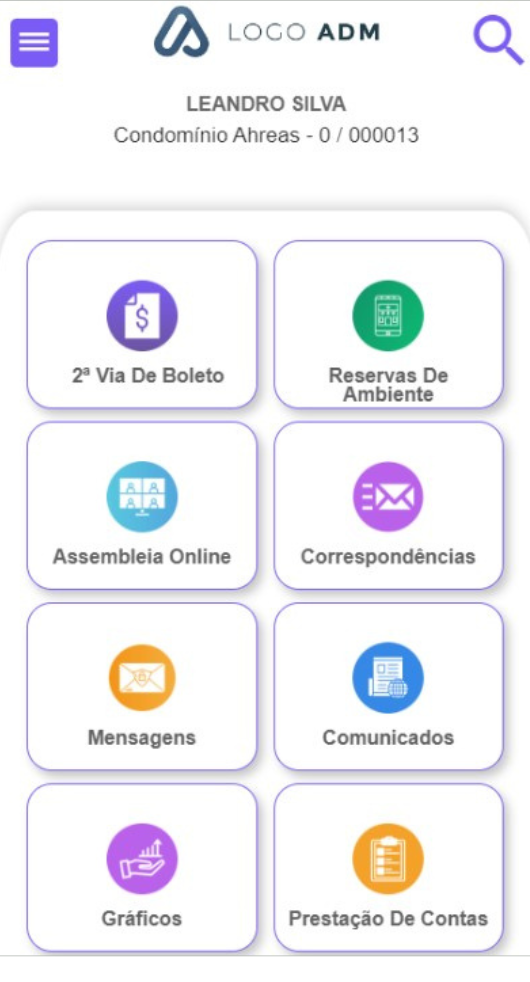 LOGO ADM
LEANDRO SILVA
Condomínio Ahreas - 0 / 000013
2ª Via De Boleto
Reservas De
Ambiente
Assembleia Online
Correspondências
Mensagens
Comunicados
Gráficos
Prestação De Contas